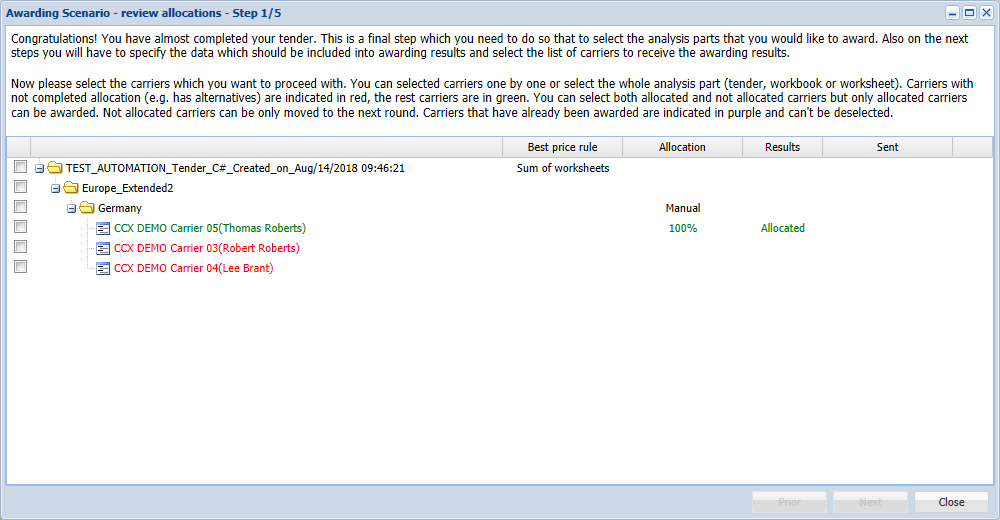 Awarding Scenario - review allocations - Step 1/5
Congratulations! You have almost completed your tender. This is a final step which you need to do so that to select the analysis parts that you would like to award. Also on the next
steps you will have to specify the data which should be included into awarding results and select the list of carriers to receive the awarding results.
Now please select the carriers which you want to proceed with. You can selected carriers one by one or select the whole analysis part (tender, workbook or worksheet). Carriers with
not completed allocation (e.g. has alternatives) are indicated in red, the rest carriers are in green. You can select both allocated and not allocated carriers but only allocated carriers
can be awarded. Not allocated carriers can be only moved to the next round. Carriers that have already been awarded are indicated in purple and can't be deselected.
Best price rule Allocation Results Sent
TEST_AUTOMATION_Tender_C#_Created_on_Aug/14/2018 09:46:21 Sum of worksheets
Europe_Extended2
Germany Manual
CCX DEMO Carrier 05(Thomas Roberts) 100% Allocated
CCX DEMO Carrier 03(Robert Roberts)
CCX DEMO Carrier 04(Lee Brant)
Prior Next Close